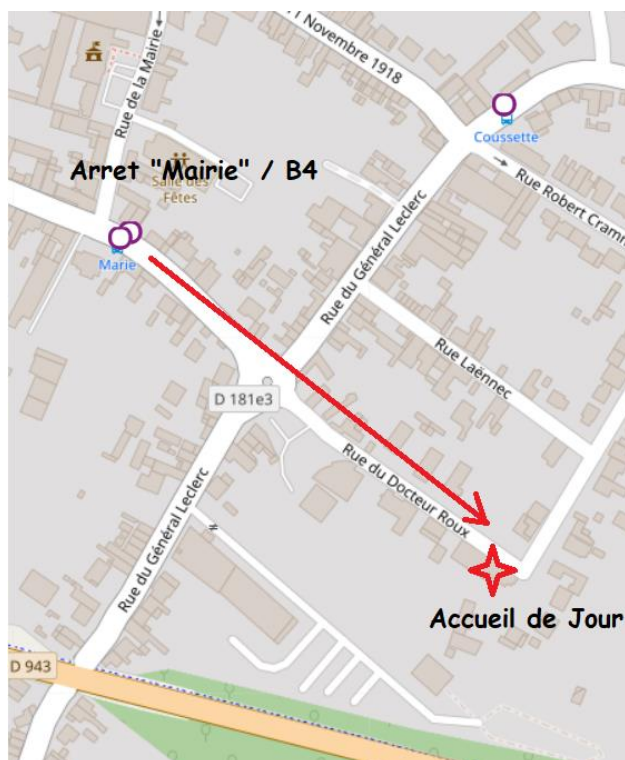 11 Novembre 1918
Rue de la Mairie
Coussette
Arret "Mairie" / B4
Salle des
Fêtes
Rue Robert Cramm
Marie
Rue du Général Leclerc
Rue Laënnec
D 181e3
Rue du Docteur Roux
Rue du Général Leclerc
Accueil de Jour
D 943